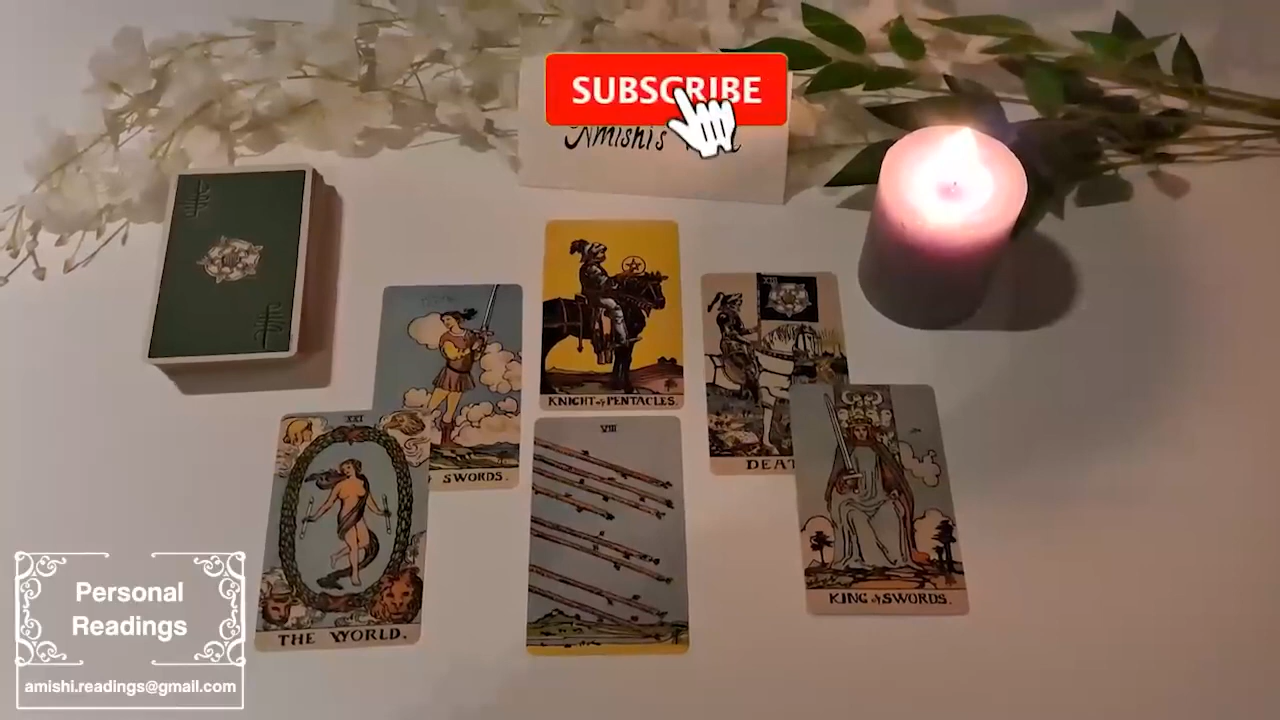 SUBSCRIBE
Amishi's
KNIGHT of PENTACLES.
XIII
SWORDS.
XXI
VIII
DEAT
KING of SWORDS.
THE WORLD.
Personal
Readings
amishi.readings@gmail.com